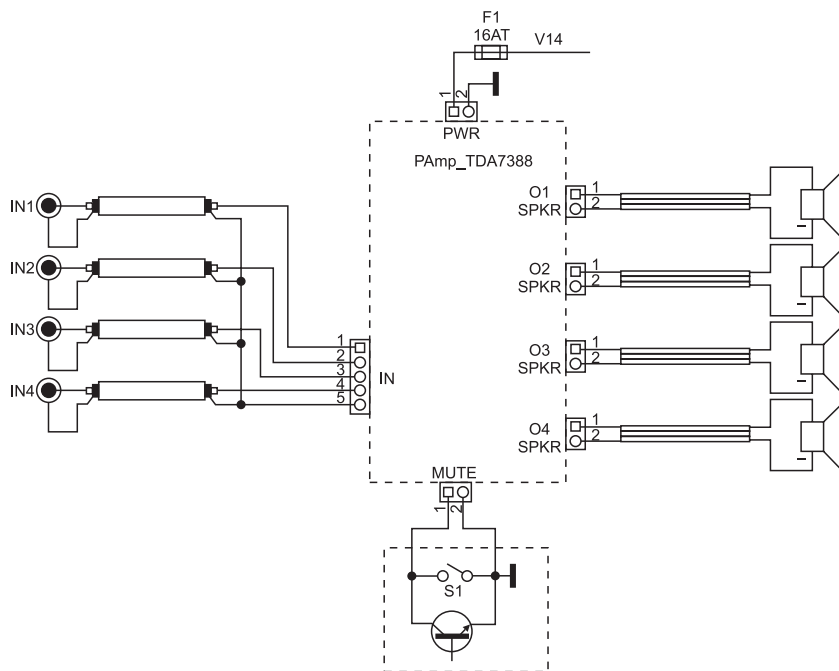 F1
16AT
V14
1
2
PWR
PAmp_TDA7388
IN1
IN2
IN3
IN4
1
2
3
4
5
IN
O1
SPKR
1
2
O2
SPKR
1
2
O3
SPKR
1
2
O4
SPKR
1
2
MUTE
1
2
S1